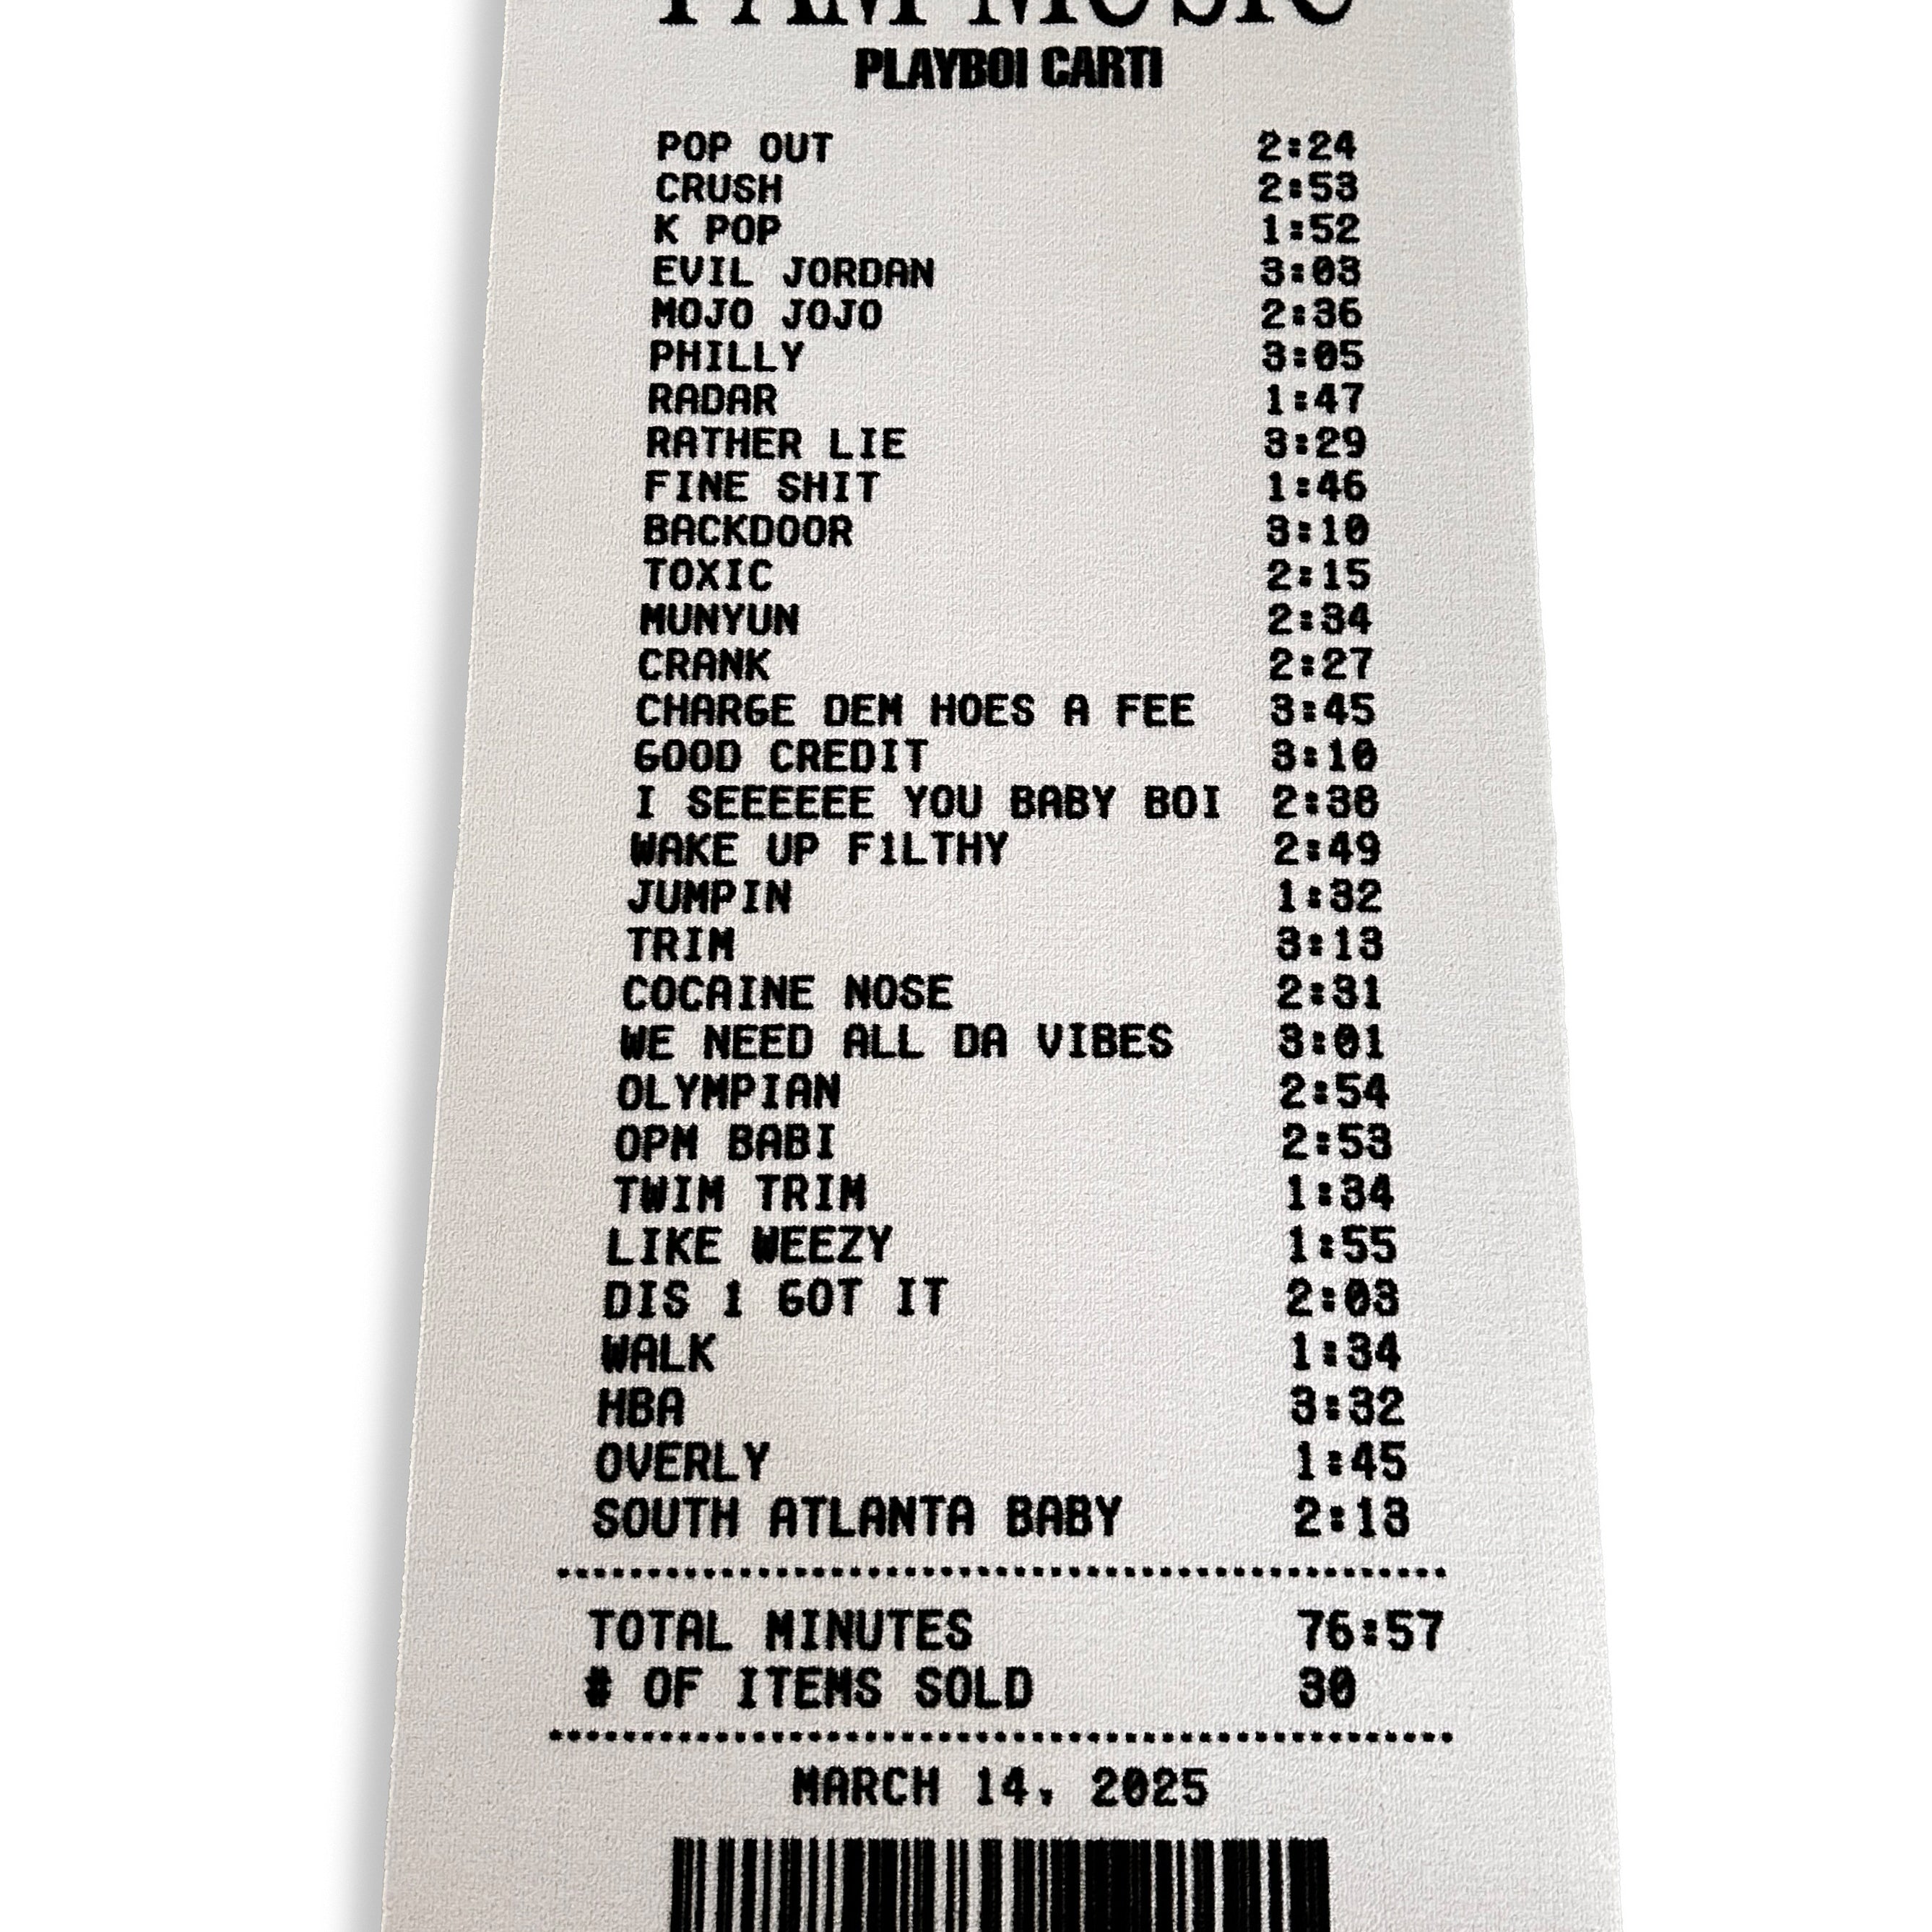 I AM MUSIC
PLAYBOI CARTI
POP OUT 2:24
CRUSH 2:53
K POP 1:52
EVIL JORDAN 3:03
MOJO JOJO 2:36
PHILLY 3:05
RADAR 1:47
RATHER LIE 3:29
FINE SHIT 1:46
BACKDOOR 3:10
TOXIC 2:15
MUNYUN 2:34
CRANK 2:27
CHARGE DEM HOES A FEE 3:45
GOOD CREDIT 3:10
I SEEEEEE YOU BABY BOI 2:38
WAKE UP F1LTHY 2:49
JUMPIN 1:32
TRIM 3:13
COCAINE NOSE 2:31
WE NEED ALL DA VIBES 3:01
OLYMPIAN 2:54
OPM BABI 2:53
TWIM TRIM 1:34
LIKE WEEZY 1:55
DIS 1 GOT IT 2:03
WALK 1:34
HBA 3:32
OVERLY 1:45
SOUTH ATLANTA BABY 2:13
TOTAL MINUTES 76:57
# OF ITEMS SOLD 30
MARCH 14, 2025